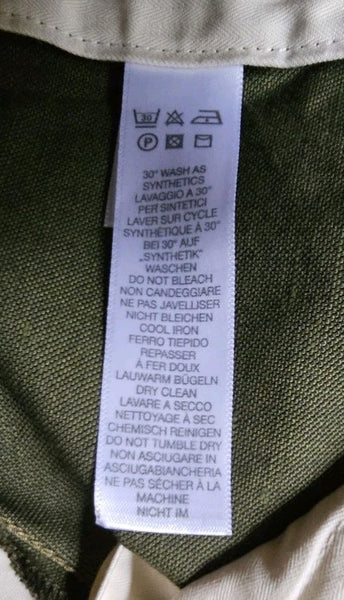 30
P
30° WASH AS
SYNTHETICS
LAVAGGIO A 30°
PER SINTETICI
LAVER SUR CYCLE
SYNTHÉTIQUE À 30°
BEI 30° AUF
„SYNTHETIK"
WASCHEN
DO NOT BLEACH
NON CANDEGGIARE
NE PAS JAVELLISER
NICHT BLEICHEN
COOL IRON
FERRO TIEPIDO
REPASSER
À FER DOUX
LAUWARM BÜGELN
DRY CLEAN
LAVARE A SECCO
NETTOYAGE À SEC
CHEMISCH REINIGEN
DO NOT TUMBLE DRY
NON ASCIUGARE IN
ASCIUGABIANCHERIA
NE PAS SÉCHER À LA
MACHINE
NICHT IM